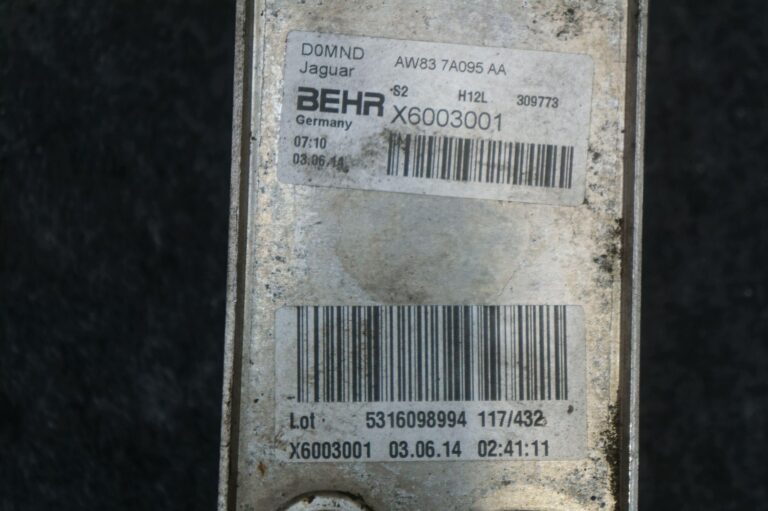 D0MND AW83 7A095 AA
Jaguar
BEHR S2 H12L 309773
Germany X6003001
07:10
03.06.14
Lot 5316098994 117/432
X6003001 03.06.14 02:41:11